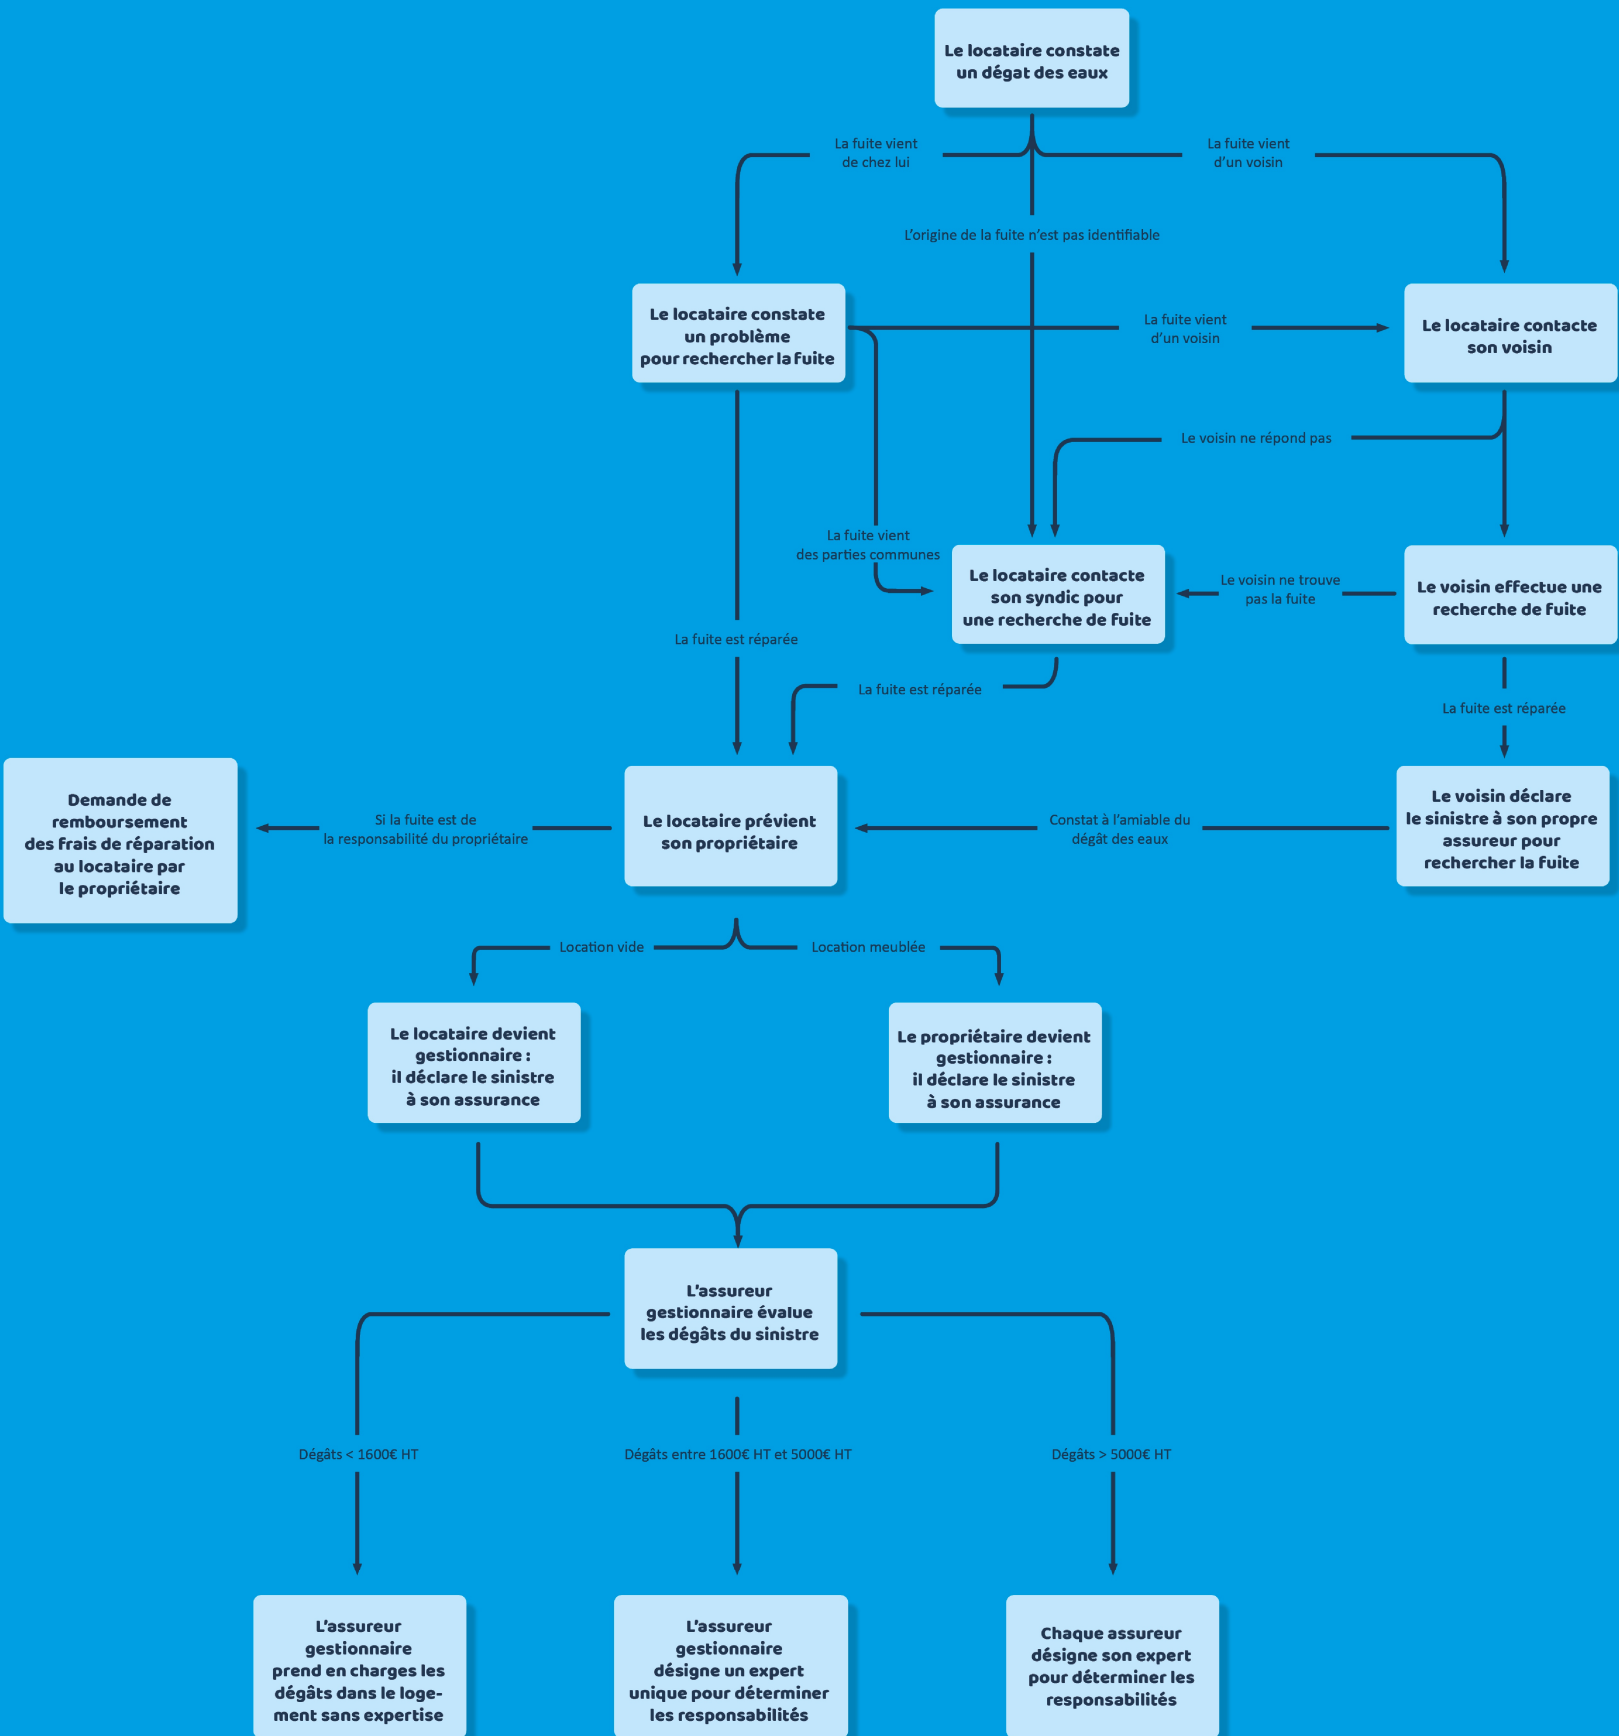 Le locataire constate
un dégat des eaux
La fuite vient
de chez lui
La fuite vient
d'un voisin
L'origine de la fuite n'est pas identifiable
Le locataire constate
un problème
pour rechercher la fuite
La fuite vient
d'un voisin
Le locataire contacte
son voisin
Le voisin ne répond pas
La fuite vient
des parties communes
Le locataire contacte
son syndic pour
une recherche de fuite
Le voisin ne trouve
pas la fuite
Le voisin effectue une
recherche de fuite
La fuite est réparée
La fuite est réparée
La fuite est réparée
Demande de
remboursement
des frais de réparation
au locataire par
le propriétaire
Si la fuite est de
la responsabilité du propriétaire
Le locataire prévient
son propriétaire
Constat à l'amiable du
dégât des eaux
Le voisin déclare
le sinistre à son propre
assureur pour
rechercher la fuite
Location vide
Location meublée
Le locataire devient
gestionnaire :
il déclare le sinistre
à son assurance
Le propriétaire devient
gestionnaire :
il déclare le sinistre
à son assurance
L'assureur
gestionnaire évalue
les dégâts du sinistre
Dégâts < 1600€ HT
Dégâts entre 1600€ HT et 5000€ HT
Dégâts > 5000€ HT
L'assureur
gestionnaire
prend en charges les
dégâts dans le loge-
ment sans expertise
L'assureur
gestionnaire
désigne un expert
unique pour déterminer
les responsabilités
Chaque assureur
désigne son expert
pour déterminer les
responsabilités